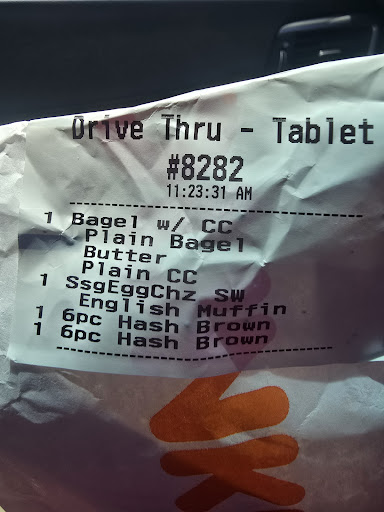 Drive Thru - Tablet
#8282
11:23:31 AM
1 Bagel w/ CC
Plain Bagel
Butter
Plain CC
1 SsgEggChz SW
English Muffin
1 6pc Hash Brown
1 6pc Hash Brown